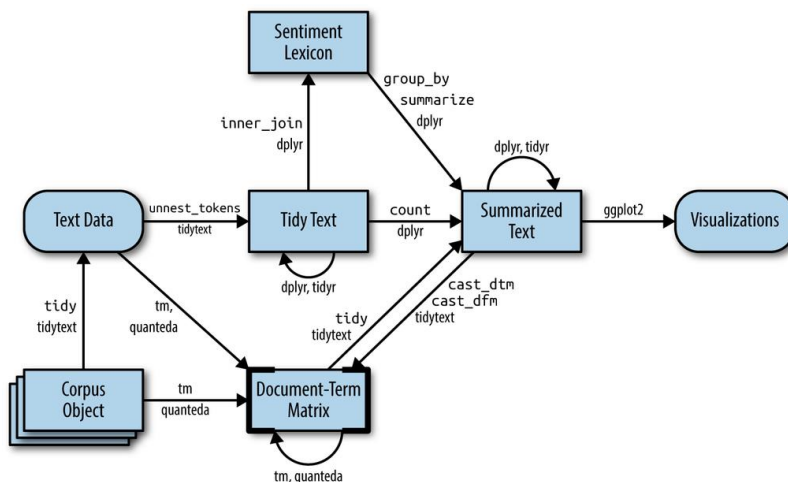 Sentiment
Lexicon
group_by
summarize
dplyr
inner_join
dplyr
dplyr, tidyr
Text Data
unnest_tokens
tidytext
Tidy Text
count
dplyr
Summarized
Text
ggplot2
Visualizations
dplyr, tidyr
tidy
tidytext
tm,
quanteda
tidy
tidytext
cast_dtm
cast_dfm
tidytext
Corpus
Object
tm
quanteda
Document-Term
Matrix
tm, quanteda